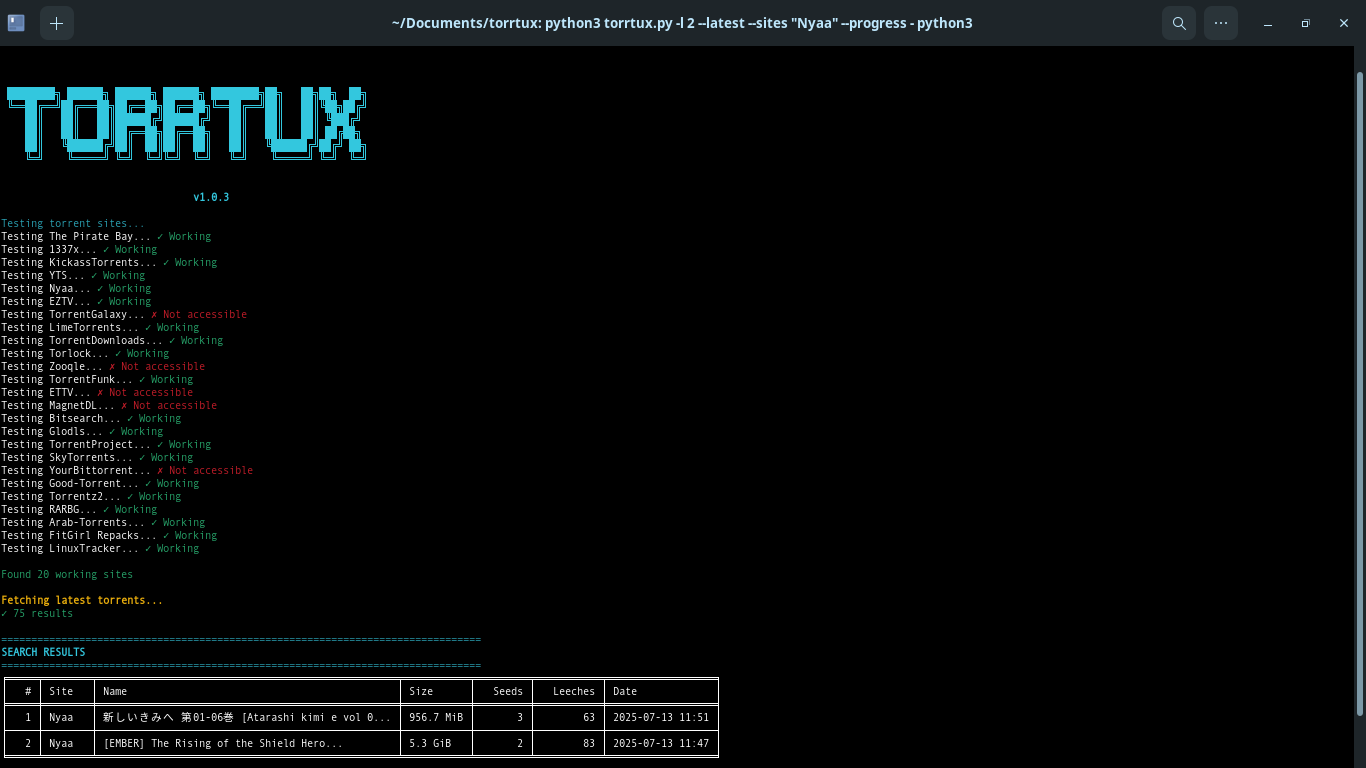 ~/Documents/torrtux: python3 torrtux.py -l 2 --latest --sites "Nyaa" --progress - python3
TORRTUX
v1.0.3
Testing torrent sites...
Testing The Pirate Bay... ✓ Working
Testing 1337x... ✓ Working
Testing KickassTorrents... ✓ Working
Testing YTS... ✓ Working
Testing Nyaa... ✓ Working
Testing EZTV... ✓ Working
Testing TorrentGalaxy... ✗ Not accessible
Testing LimeTorrents... ✓ Working
Testing TorrentDownloads... ✓ Working
Testing Torlock... ✓ Working
Testing Zooqle... ✗ Not accessible
Testing TorrentFunk... ✓ Working
Testing ETTV... ✗ Not accessible
Testing MagnetDL... ✗ Not accessible
Testing Bitsearch... ✓ Working
Testing Glodls... ✓ Working
Testing TorrentProject... ✓ Working
Testing SkyTorrents... ✓ Working
Testing YourBittorrent... ✗ Not accessible
Testing Good-Torrent... ✓ Working
Testing Torrentz2... ✓ Working
Testing RARBG... ✓ Working
Testing Arab-Torrents... ✓ Working
Testing FitGirl Repacks... ✓ Working
Testing LinuxTracker... ✓ Working
Found 20 working sites
Fetching latest torrents...
✓ 75 results
================================================================================
SEARCH RESULTS
================================================================================
# Site Name Size Seeds Leeches Date
1 Nyaa 新しいきみへ 第01-06巻 [Atarashi kimi e vol 0... 956.7 MiB 3 63 2025-07-13 11:51
2 Nyaa [EMBER] The Rising of the Shield Hero... 5.3 GiB 2 83 2025-07-13 11:47